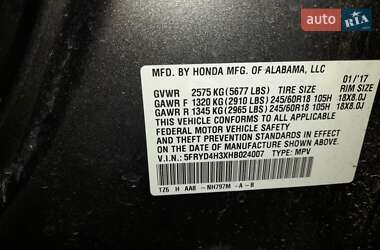 auto.ria.com
MFD. BY HONDA MFG. OF ALABAMA, LLC 01/'17
GVWR 2575 KG (5677 LBS) TIRE SIZE RIM SIZE
GAWR F 1320 KG (2910 LBS) 245/60R18 105H 18X8.0J
GAWR R 1345 KG (2965 LBS) 245/60R18 105H 18X8.0J
THIS VEHICLE CONFORMS TO ALL APPLICABLE
FEDERAL MOTOR VEHICLE SAFETY
AND THEFT PREVENTION STANDARDS IN EFFECT
ON THE DATE OF MANUFACTURE SHOWN ABOVE.
V.I.N.: 5FRYD4H3XHB024007 TYPE: MPV
TZ6 H AA8 -NH797M -A -B